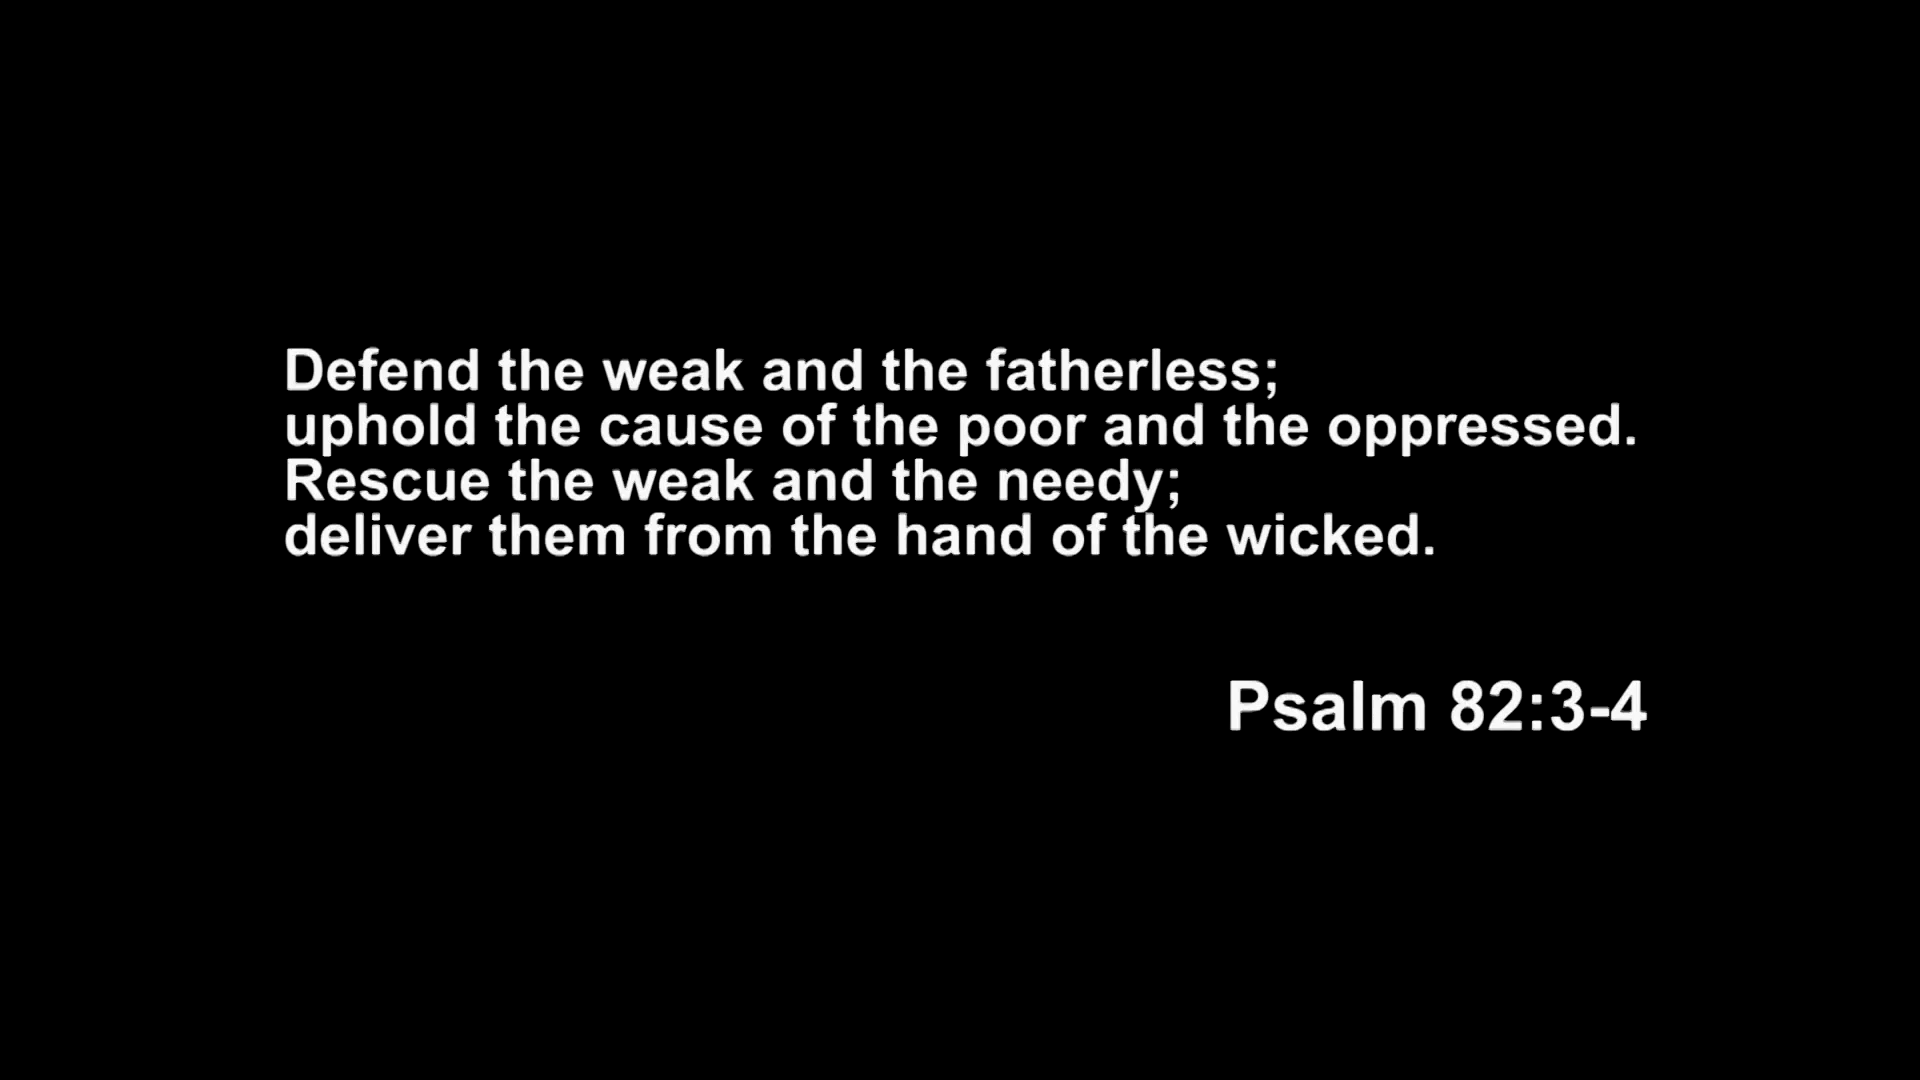 Defend the weak and the fatherless;
uphold the cause of the poor and the oppressed.
Rescue the weak and the needy;
deliver them from the hand of the wicked.
Psalm 82:3-4